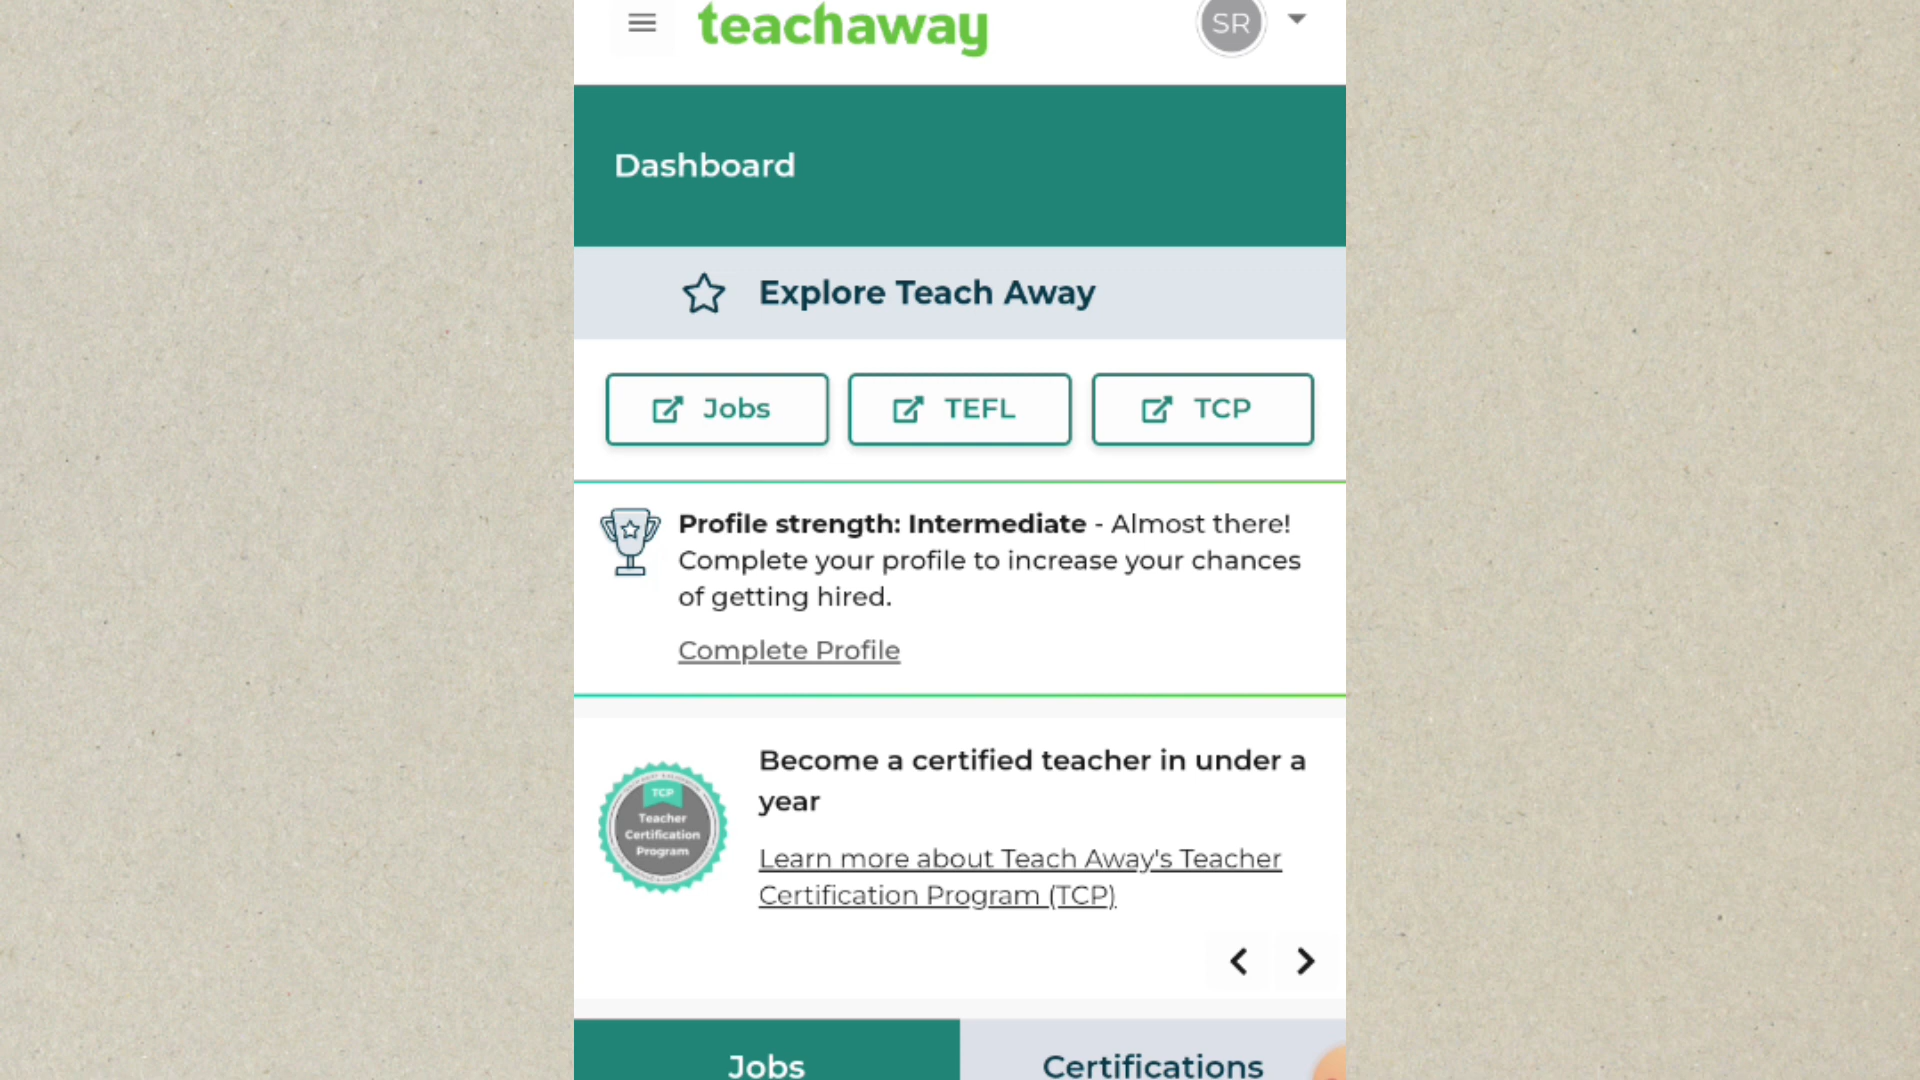 teachaway
SR
Dashboard
Explore Teach Away
Jobs
TEFL
TCP
Profile strength: Intermediate - Almost there!
Complete your profile to increase your chances
of getting hired.
Complete Profile
Become a certified teacher in under a
year
TCP
Teacher
Certification
Program
Learn more about Teach Away's Teacher
Certification Program (TCP)
Jobs
Certifications